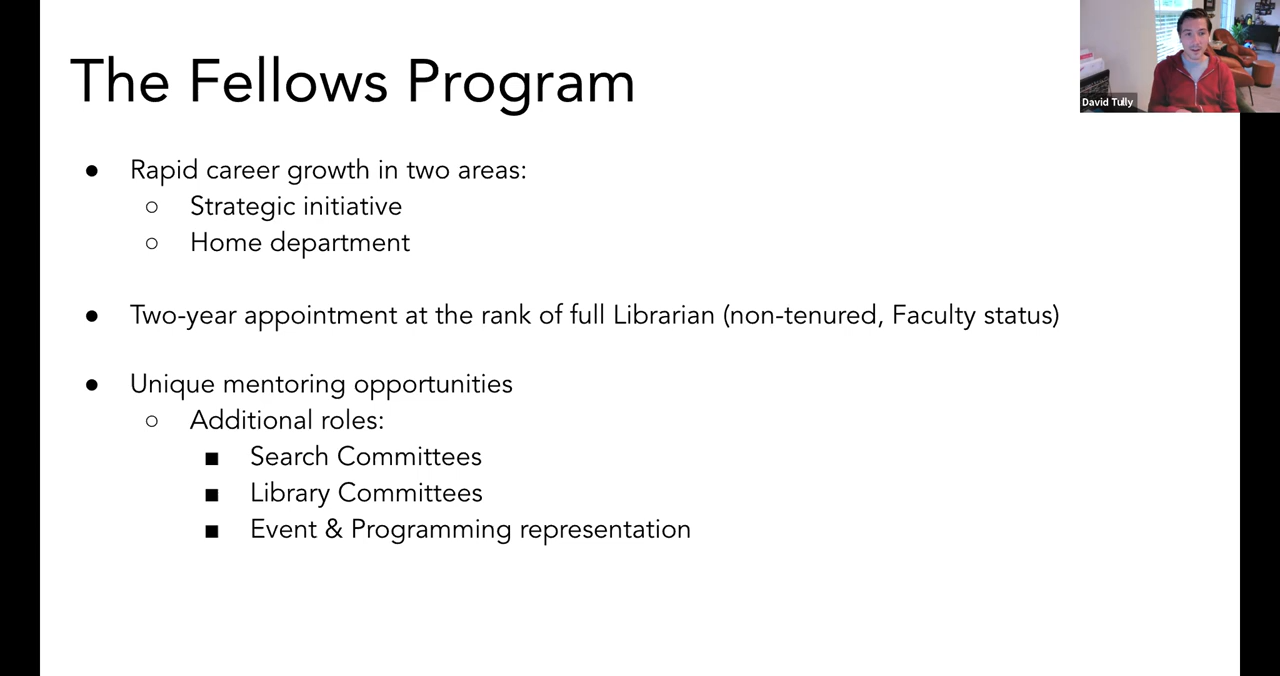 The Fellows Program
David Tully
● Rapid career growth in two areas:
○ Strategic initiative
○ Home department
● Two-year appointment at the rank of full Librarian (non-tenured, Faculty status)
● Unique mentoring opportunities
○ Additional roles:
■ Search Committees
■ Library Committees
■ Event & Programming representation